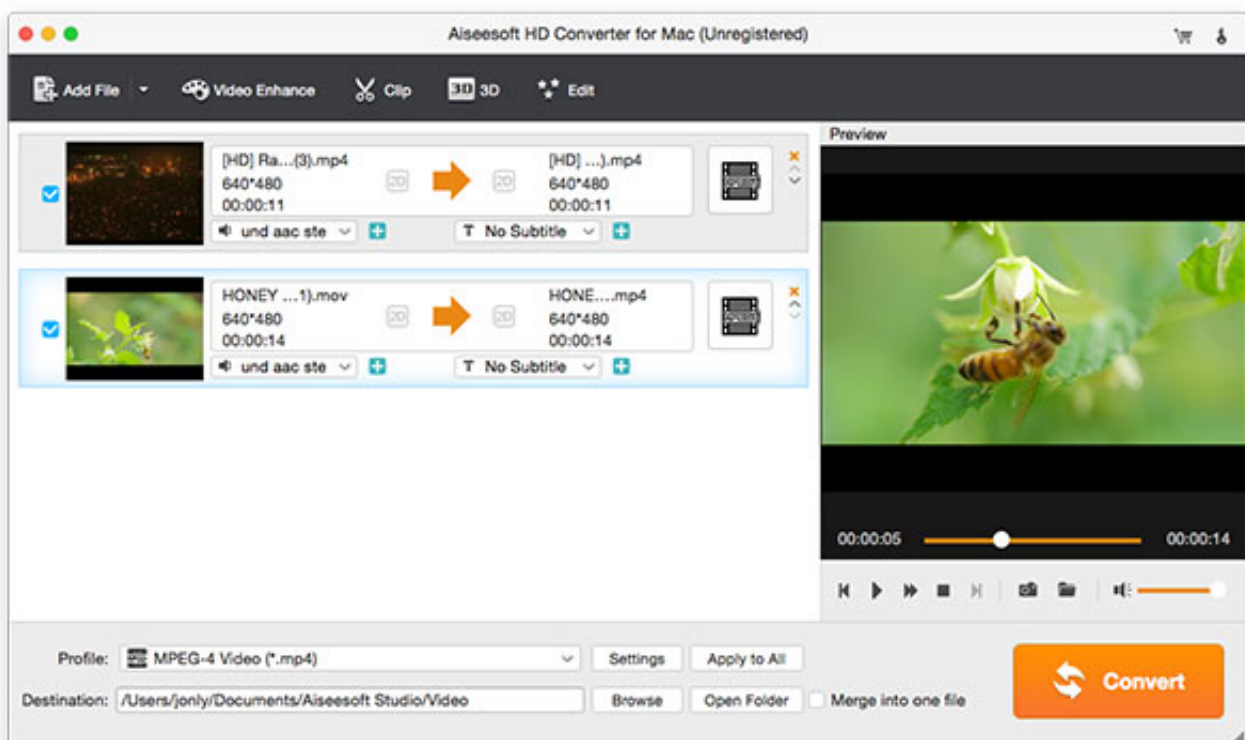 Aiseesoft HD Converter for Mac (Unregistered)
Add File Video Enhance Clip 3D 3D Edit
Preview
[HD] Ra...(3).mp4
640*480
00:00:11
2D 2D
[HD] ...).mp4
640*480
00:00:11
und aac ste T No Subtitle
HONEY ...1).mov
640*480
00:00:14
2D 2D
HONE....mp4
640*480
00:00:14
und aac ste T No Subtitle
00:00:05 00:00:14
Profile: MPEG-4 Video (*.mp4) Settings Apply to All
Destination: /Users/jonly/Documents/Aiseesoft Studio/Video Browse Open Folder Merge into one file
Convert